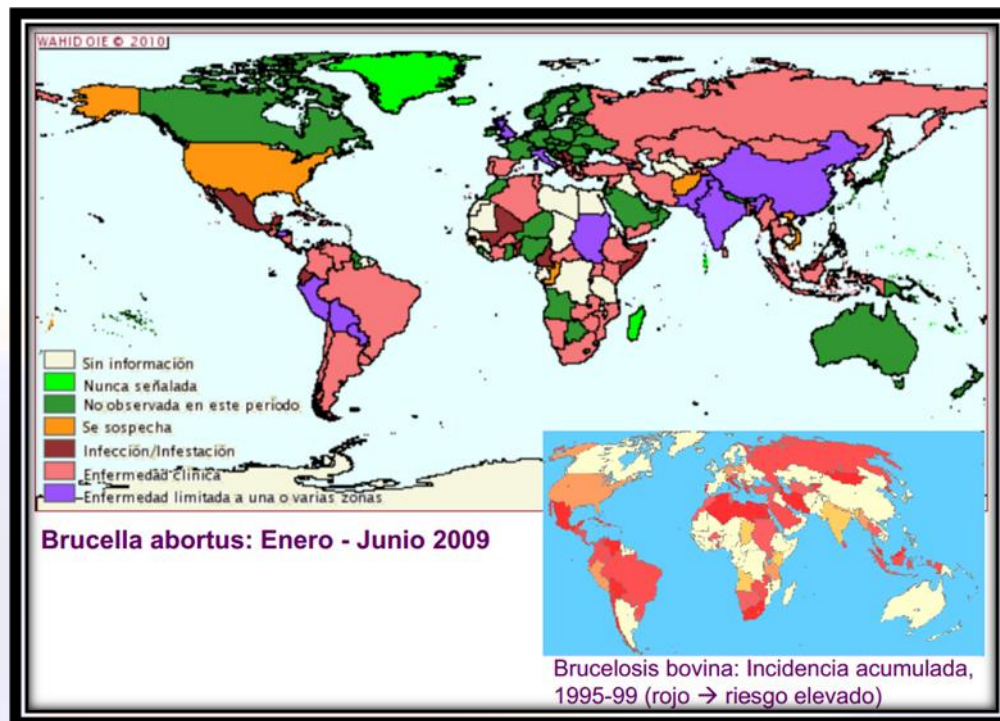 WAHID OIE © 2010
Sin información
Nunca señalada
No observada en este período
Se sospecha
Infección/Infestación
Enfermedad clínica
Enfermedad limitada a una o varias zonas
Brucella abortus: Enero - Junio 2009
Brucelosis bovina: Incidencia acumulada,
1995-99 (rojo → riesgo elevado)